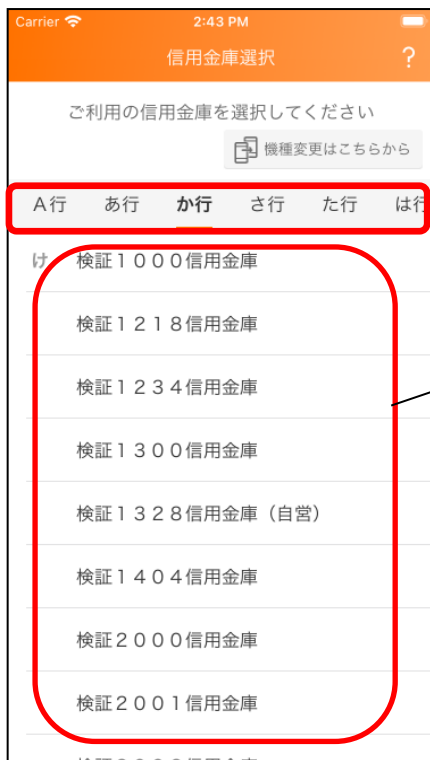 Carrier 2:43 PM
信用金庫選択 ?
ご利用の信用金庫を選択してください
機種変更はこちらから
A行 あ行 か行 さ行 た行 は行
け 検証１０００信用金庫
検証１２１８信用金庫
検証１２３４信用金庫
検証１３００信用金庫
検証１３２８信用金庫（自営）
検証１４０４信用金庫
検証２０００信用金庫
検証２００１信用金庫